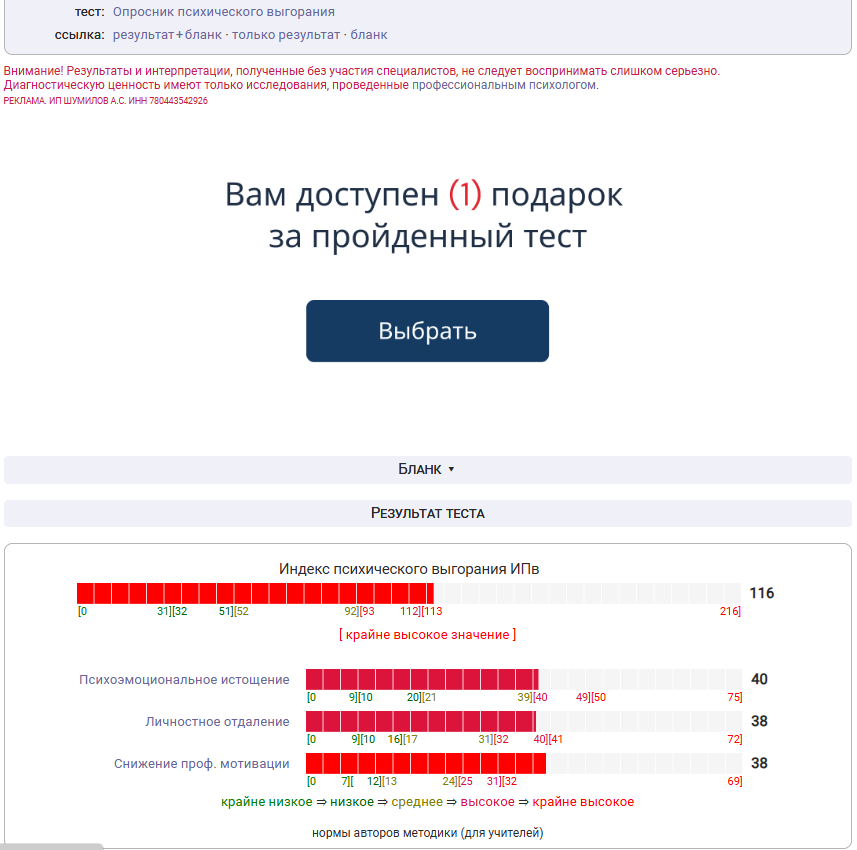 тест: Опросник психического выгорания
ссылка: результат+бланк · только результат · бланк
Внимание! Результаты и интерпретации, полученные без участия специалистов, не следует воспринимать слишком серьезно.
Диагностическую ценность имеют только исследования, проведенные профессиональным психологом.
РЕКЛАМА. ИП ШУМИЛОВ А.С. ИНН 780443542926
Вам доступен (1) подарок
за пройденный тест
Выбрать
Бланк ▼
Результат теста
Индекс психического выгорания ИПв
116
[0 31][32 51][52 92][93 112][113 216]
[ крайне высокое значение ]
Психоэмоциональное истощение 40
[0 9][10 20][21 39][40 49][50 75]
Личностное отдаление 38
[0 9][10 16][17 31][32 40][41 72]
Снижение проф. мотивации 38
[0 7][ 12][13 24][25 31][32 69]
крайне низкое ⇒ низкое ⇒ среднее ⇒ высокое ⇒ крайне высокое
нормы авторов методики (для учителей)